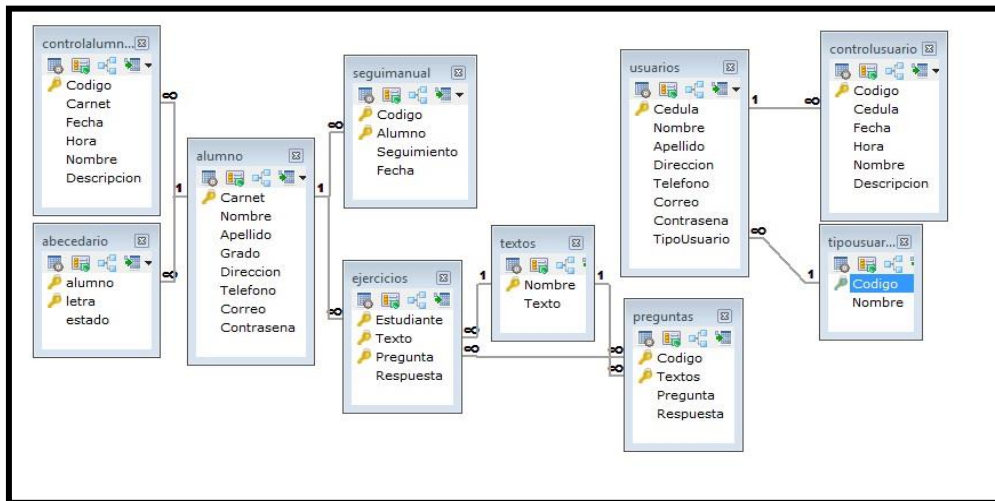 controlalumn...
Codigo
Carnet
Fecha
Hora
Nombre
Descripcion
abecedario
alumno
letra
estado
alumno
Carnet
Nombre
Apellido
Grado
Direccion
Telefono
Correo
Contrasena
seguimanual
Codigo
Alumno
Seguimiento
Fecha
ejercicios
Estudiante
Texto
Pregunta
Respuesta
textos
Nombre
Texto
usuarios
Cedula
Nombre
Apellido
Direccion
Telefono
Correo
Contrasena
TipoUsuario
preguntas
Codigo
Textos
Pregunta
Respuesta
controlusuario
Codigo
Cedula
Fecha
Hora
Nombre
Descripcion
tipousuar...
Codigo
Nombre
∞
1
∞
1
∞
∞
1
∞
∞
1
∞
∞
1
∞
∞
1